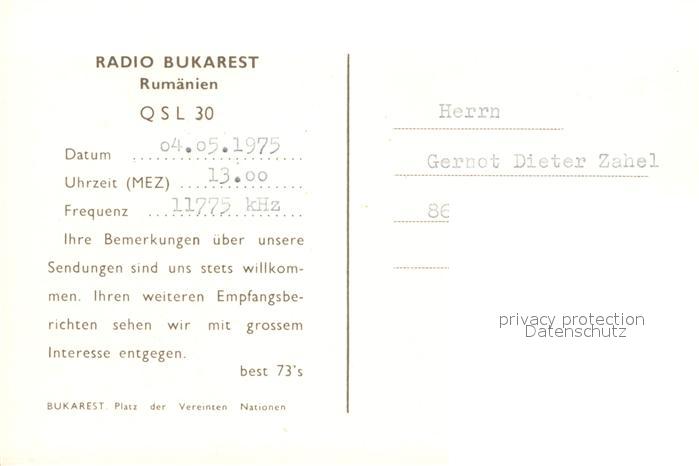 RADIO BUKAREST
Rumänien
QSL 30
Datum 04.05.1975
Uhrzeit (MEZ) 13.00
Frequenz 11775 kHz
Ihre Bemerkungen über unsere
Sendungen sind uns stets willkom-
men. Ihren weiteren Empfangsbe-
richten sehen wir mit grossem
Interesse entgegen.
best 73's
BUKAREST. Platz der Vereinten Nationen
Herrn
Gernot Dieter Zahel
86
privacy protection
Datenschutz